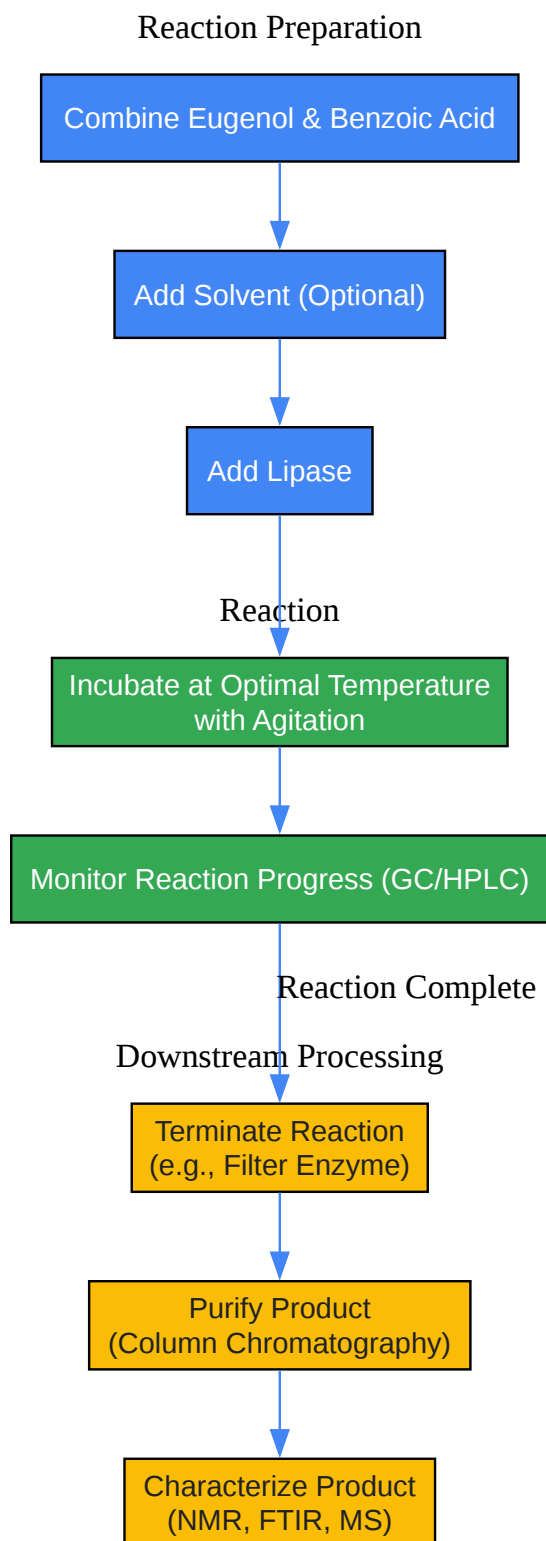 Reaction Preparation
Combine Eugenol & Benzoic Acid
Add Solvent (Optional)
Add Lipase
Reaction
Incubate at Optimal Temperature
with Agitation
Monitor Reaction Progress (GC/HPLC)
Reaction Complete
Downstream Processing
Terminate Reaction
(e.g., Filter Enzyme)
Purify Product
(Column Chromatography)
Characterize Product
(NMR, FTIR, MS)